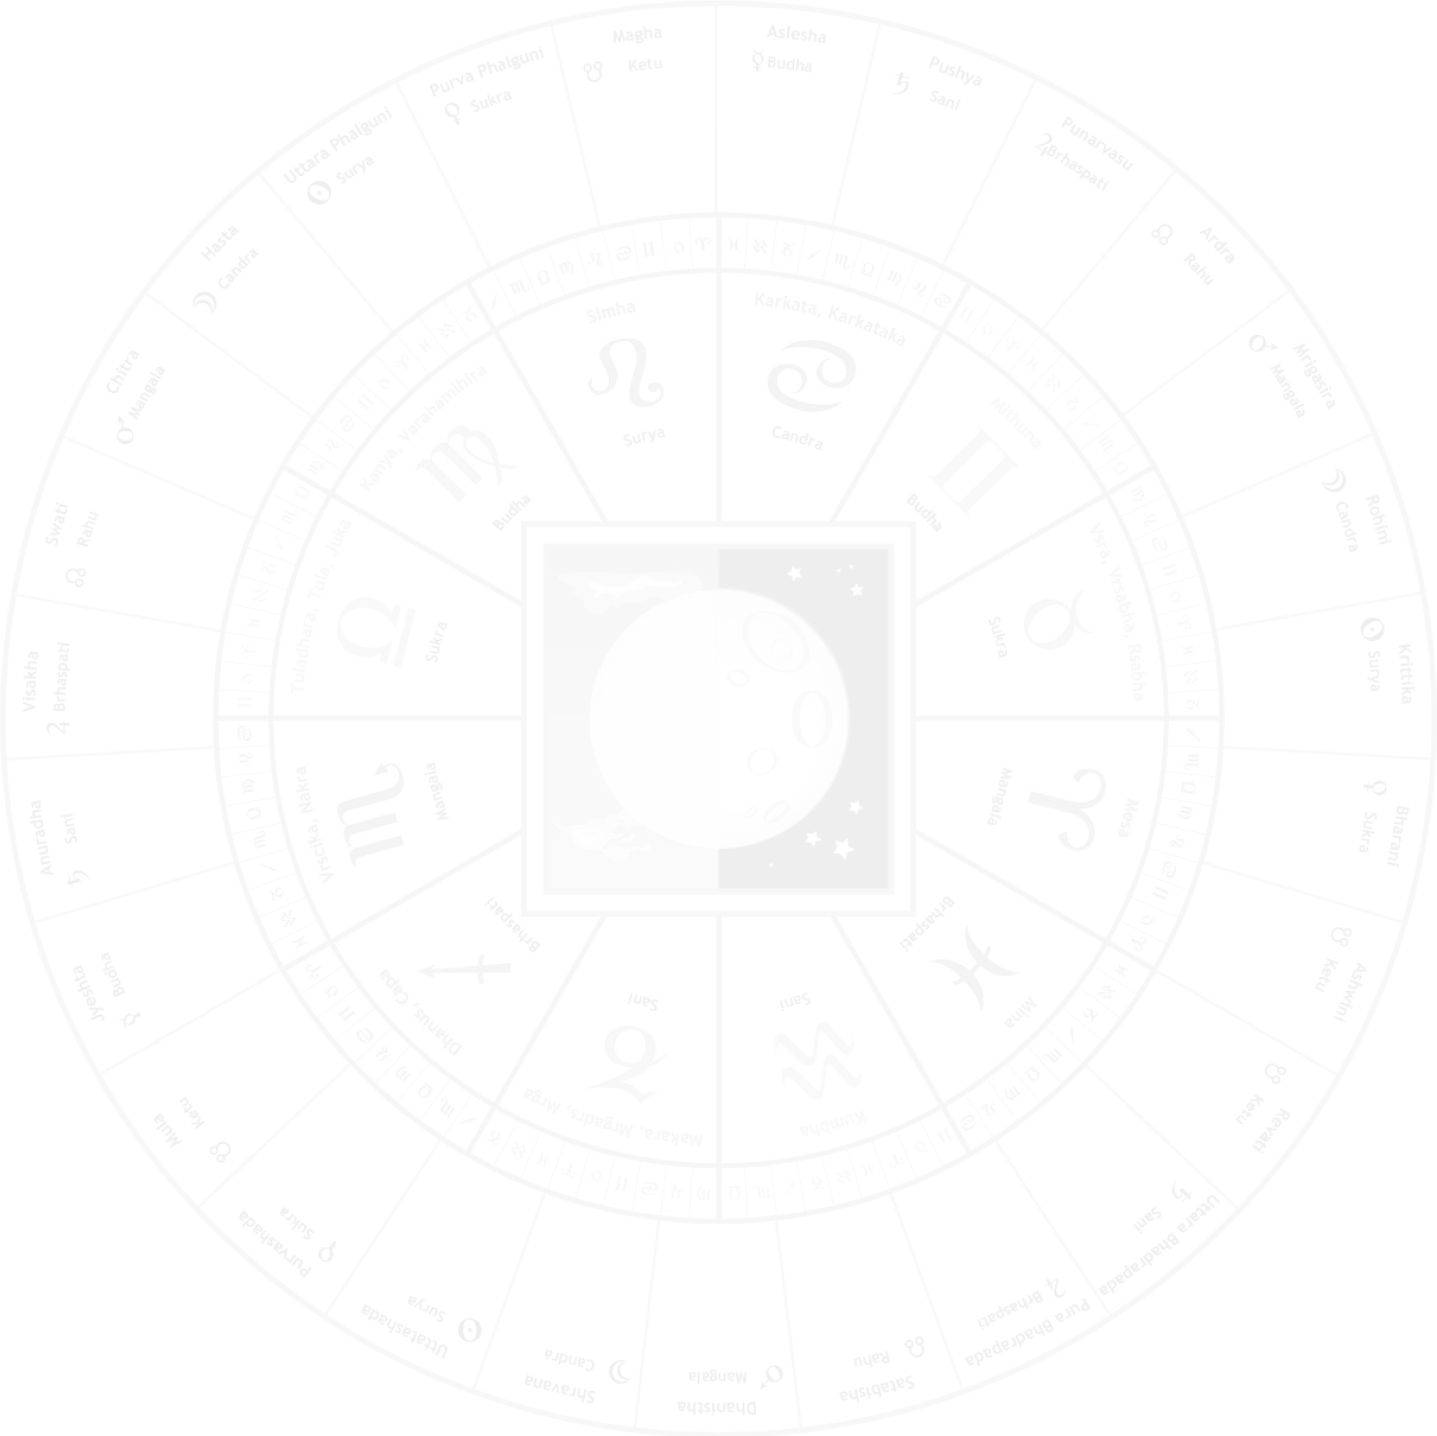 Magha
Ketu
Aslesha
Budha
Pushya
Sani
Punarvasu
Brhaspati
Ardra
Rahu
Mrigasira
Mangala
Rohini
Candra
Krittika
Surya
Bharani
Sukra
Ashwini
Ketu
Revati
Ketu
Uttara Bhadrapada
Sani
Pura Bhadrapada
Brhaspati
Satabisha
Rahu
Dhanistha
Mangala
Shravana
Candra
Uttatashada
Surya
Purvashada
Sukra
Mula
Ketu
Jyeshta
Budha
Anuradha
Sani
Visakha
Brhaspati
Swati
Rahu
Chitra
Mangala
Hasta
Candra
Uttara Phalguni
Surya
Purva Phalguni
Sukra
Simha
Surya
Karkata, Karkataka
Candra
Mithuna
Budha
Vsra, Vrsabha, Rsabha
Sukra
Mesa
Mangala
Mina
Brhaspati
Kumbha
Sani
Makara, Mrgadrs, Mrga
Sani
Dhanus, Capa
Brhaspati
Vrscika, Nakra
Mangala
Tuladhara, Tula, Juka
Sukra
Kanya, Varahamihira
Budha